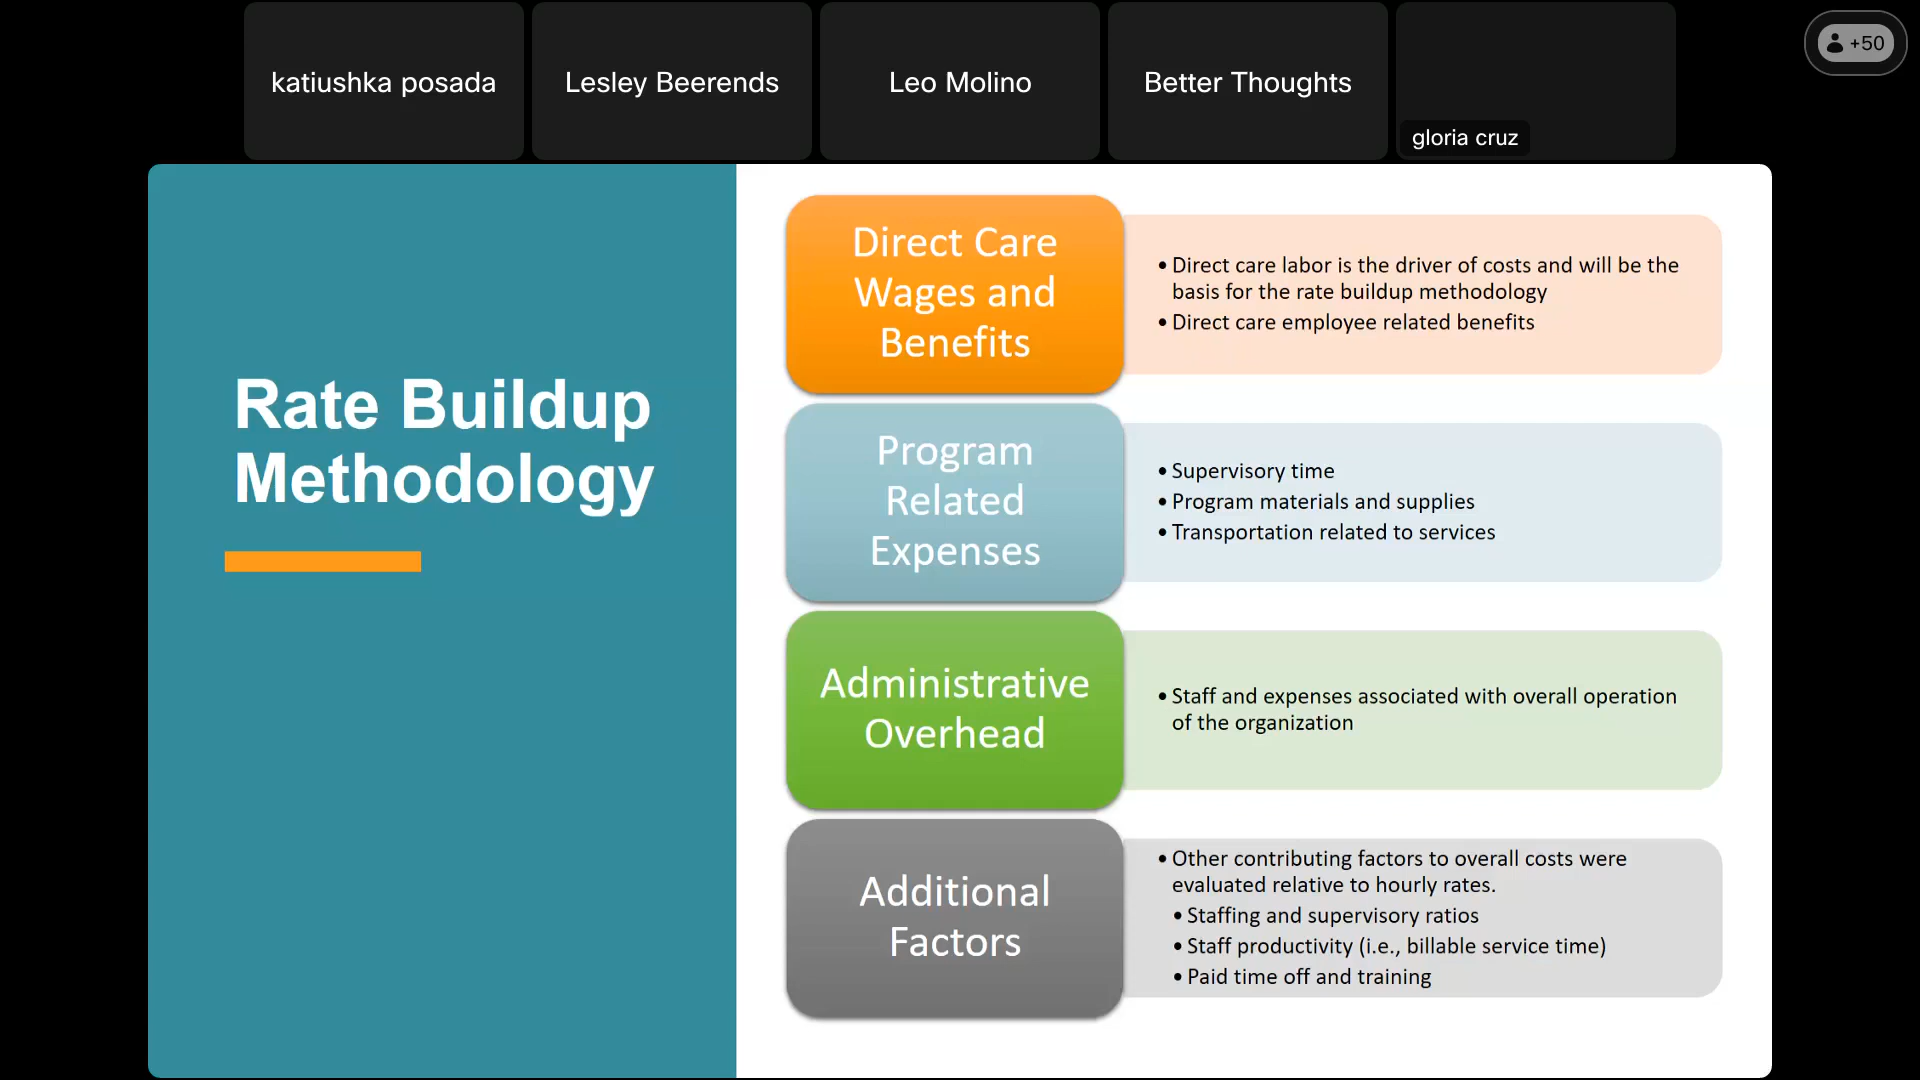 katiushka posada
Lesley Beerends
Leo Molino
Better Thoughts
gloria cruz
+50
Rate Buildup
Methodology
Direct Care
Wages and
Benefits
• Direct care labor is the driver of costs and will be the
basis for the rate buildup methodology
• Direct care employee related benefits
Program
Related
Expenses
• Supervisory time
• Program materials and supplies
• Transportation related to services
Administrative
Overhead
• Staff and expenses associated with overall operation
of the organization
Additional
Factors
• Other contributing factors to overall costs were
evaluated relative to hourly rates.
• Staffing and supervisory ratios
• Staff productivity (i.e., billable service time)
• Paid time off and training